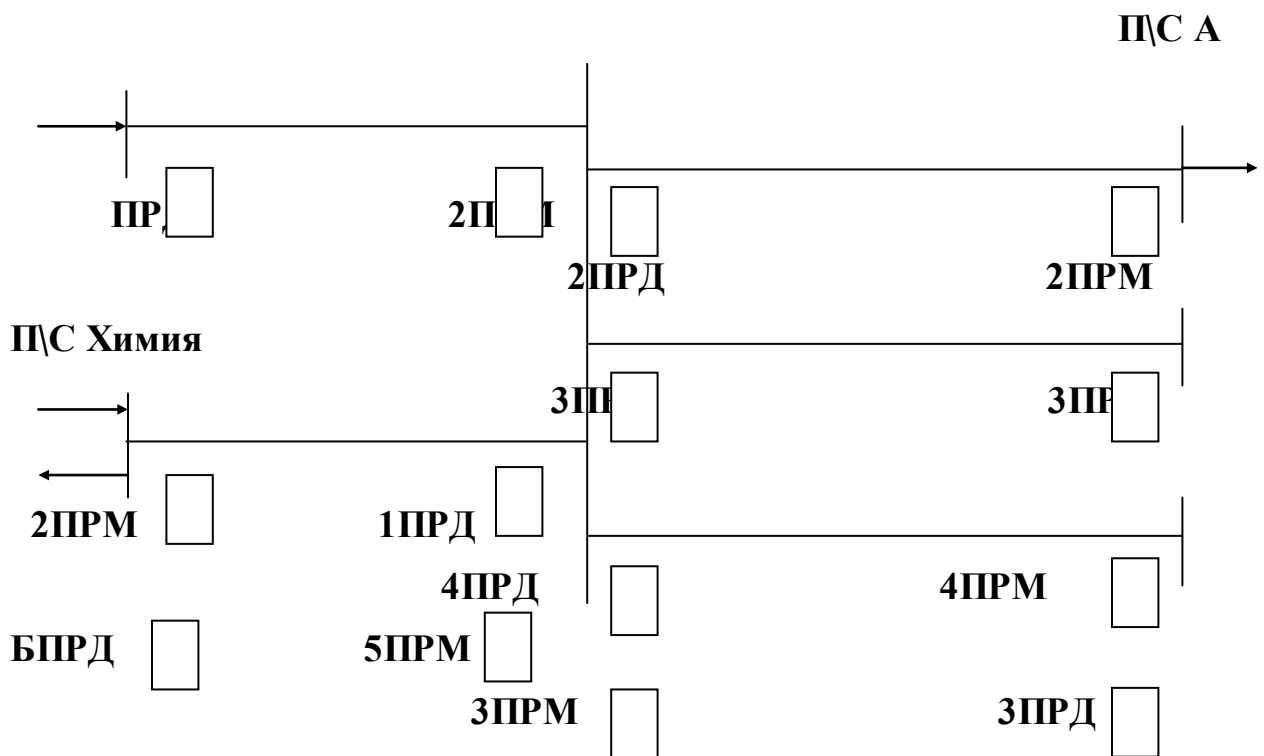 П\С А
2ПРД 2ПРМ
П\С Химия
2ПРМ 1ПРД
4ПРД 4ПРМ
БПРД 5ПРМ
3ПРМ 3ПРД